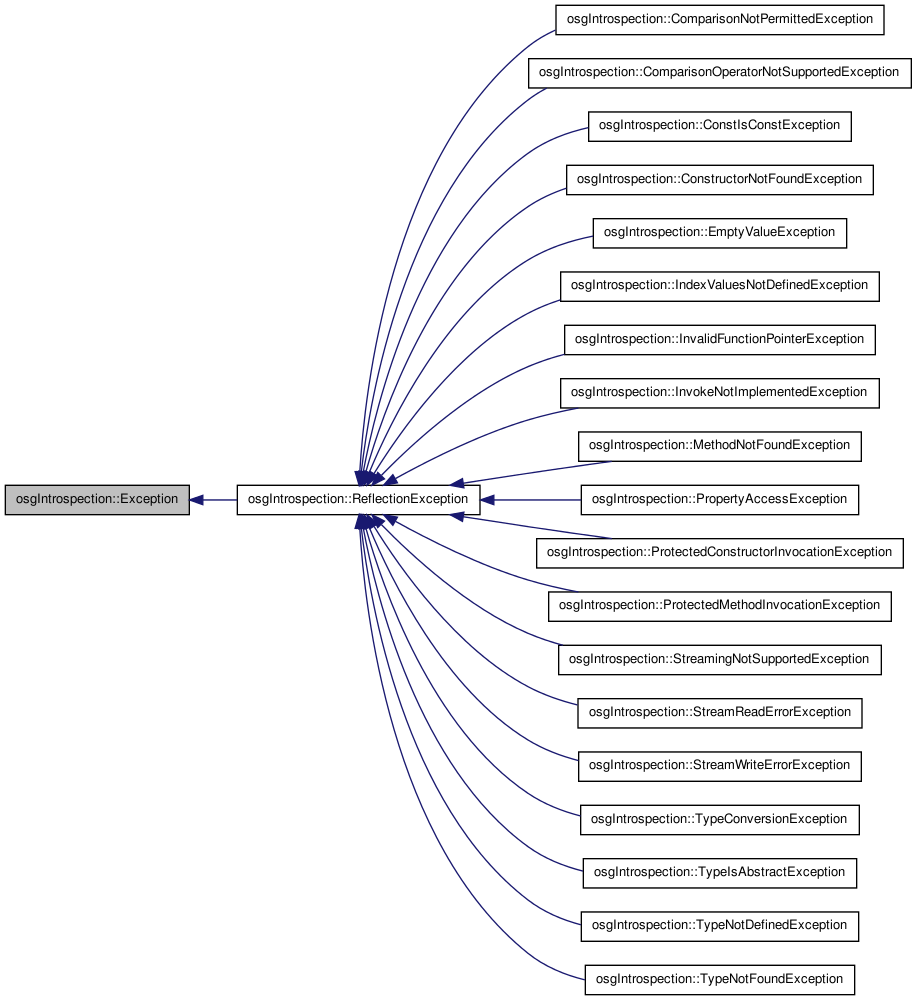 osgIntrospection::ComparisonNotPermittedException
osgIntrospection::ComparisonOperatorNotSupportedException
osgIntrospection::ConstIsConstException
osgIntrospection::ConstructorNotFoundException
osgIntrospection::EmptyValueException
osgIntrospection::IndexValuesNotDefinedException
osgIntrospection::InvalidFunctionPointerException
osgIntrospection::InvokeNotImplementedException
osgIntrospection::MethodNotFoundException
osgIntrospection::Exception
osgIntrospection::ReflectionException
osgIntrospection::PropertyAccessException
osgIntrospection::ProtectedConstructorInvocationException
osgIntrospection::ProtectedMethodInvocationException
osgIntrospection::StreamingNotSupportedException
osgIntrospection::StreamReadErrorException
osgIntrospection::StreamWriteErrorException
osgIntrospection::TypeConversionException
osgIntrospection::TypeIsAbstractException
osgIntrospection::TypeNotDefinedException
osgIntrospection::TypeNotFoundException